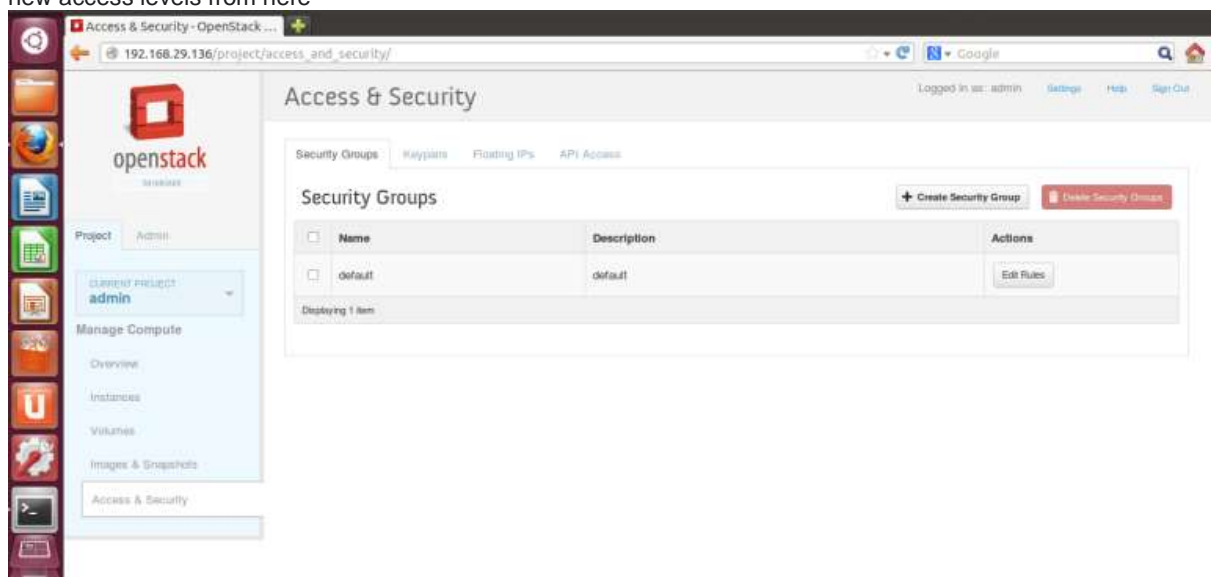 new access levels from here
Access & Security - OpenStack ...
192.168.29.136/project/access_and_security/
Google
openstack
DASHBOARD
Project Admin
CURRENT PROJECT
admin
Manage Compute
Overview
Instances
Volumes
Images & Snapshots
Access & Security
Access & Security
Logged in as: admin Settings Help Sign Out
Security Groups Keypairs Floating IPs API Access
Security Groups
+ Create Security Group Delete Security Groups
Name Description Actions
default default Edit Rules
Displaying 1 item